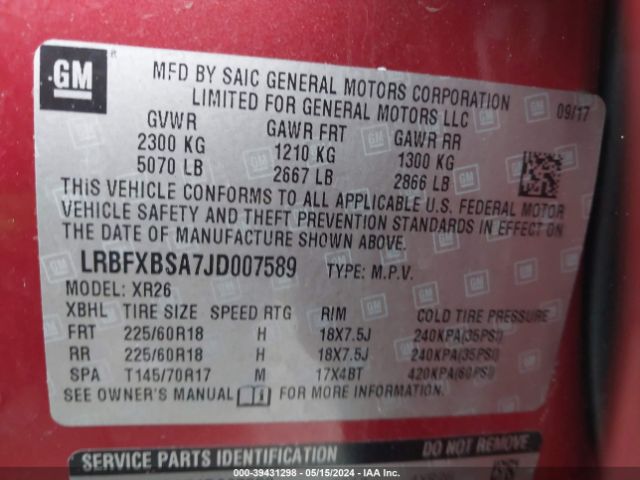 GM
MFD BY SAIC GENERAL MOTORS CORPORATION
LIMITED FOR GENERAL MOTORS LLC
09/17
GVWR GAWR FRT GAWR RR
2300 KG 1210 KG 1300 KG
5070 LB 2667 LB 2866 LB
THIS VEHICLE CONFORMS TO ALL APPLICABLE U.S. FEDERAL MOTOR
VEHICLE SAFETY AND THEFT PREVENTION STANDARDS IN EFFECT ON
THE DATE OF MANUFACTURE SHOWN ABOVE.
LRBFXBSA7JD007589 TYPE: M.P.V.
MODEL: XR26
XBHL TIRE SIZE SPEED RTG RIM COLD TIRE PRESSURE
FRT 225/60R18 H 18X7.5J 240KPA(35PSI)
RR 225/60R18 H 18X7.5J 240KPA(35PSI)
SPA T145/70R17 M 17X4BT 420KPA(60PSI)
SEE OWNER'S MANUAL FOR MORE INFORMATION
SERVICE PARTS IDENTIFICATION DO NOT REMOVE
000-39431298 - 05/15/2024 - IAA Inc.